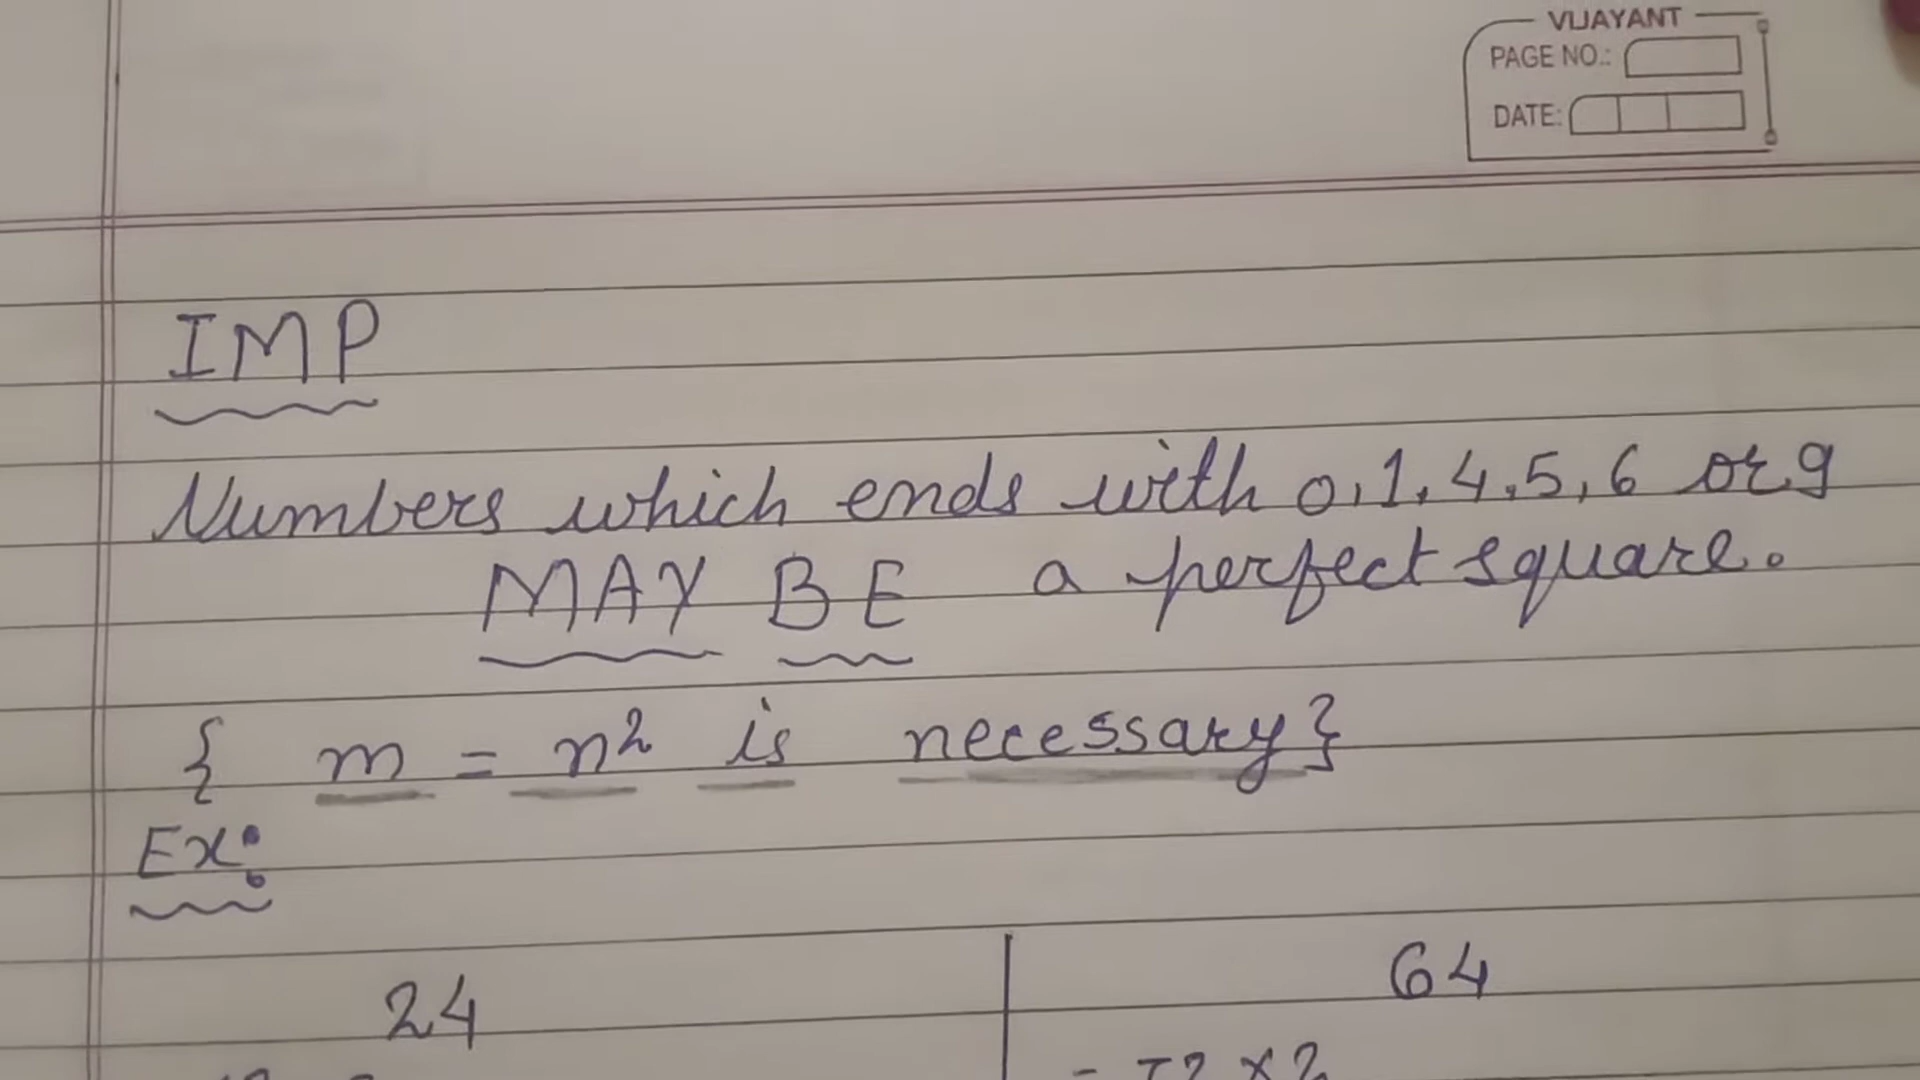 VIJAYANT
PAGE NO.:
DATE:
IMP
Numbers which ends with 0,1,4,5,6 or 9
MAY BE a perfect square.
{ m = n² is necessary}
Ex:
24
64